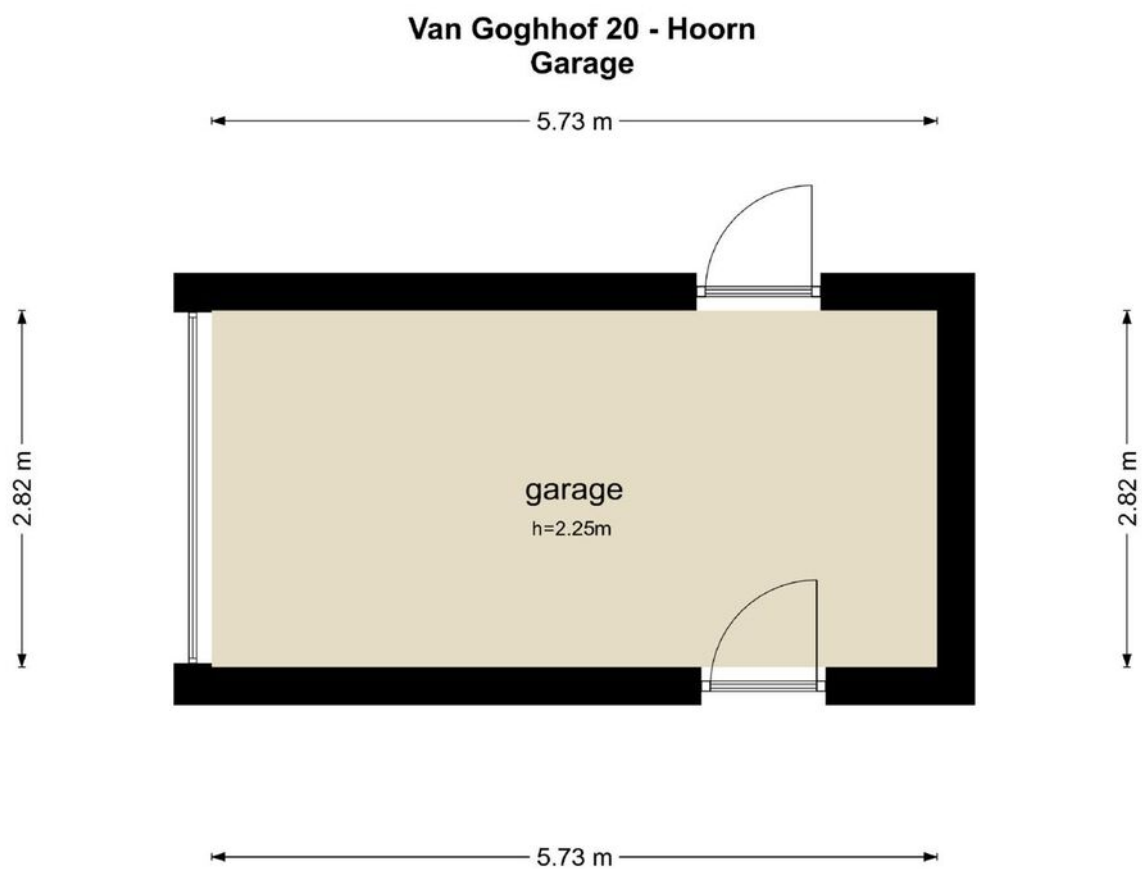 Van Goghhof 20 - Hoorn
Garage
5.73 m
2.82 m
garage
h=2.25m
2.82 m
5.73 m